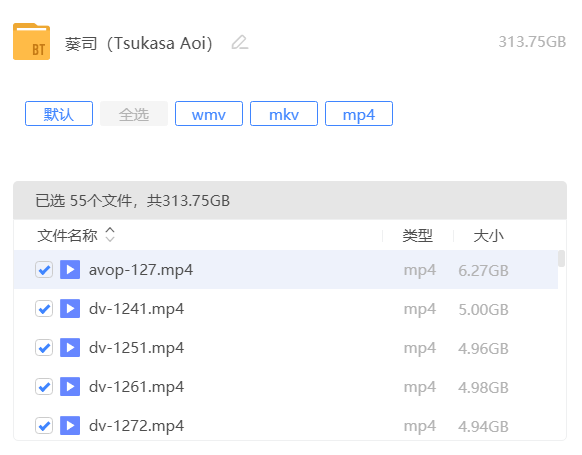 BT
葵司（Tsukasa Aoi） 313.75GB
默认 全选 wmv mkv mp4
已选 55个文件，共313.75GB
文件名称 类型 大小
avop-127.mp4 mp4 6.27GB
dv-1241.mp4 mp4 5.00GB
dv-1251.mp4 mp4 4.96GB
dv-1261.mp4 mp4 4.98GB
dv-1272.mp4 mp4 4.94GB